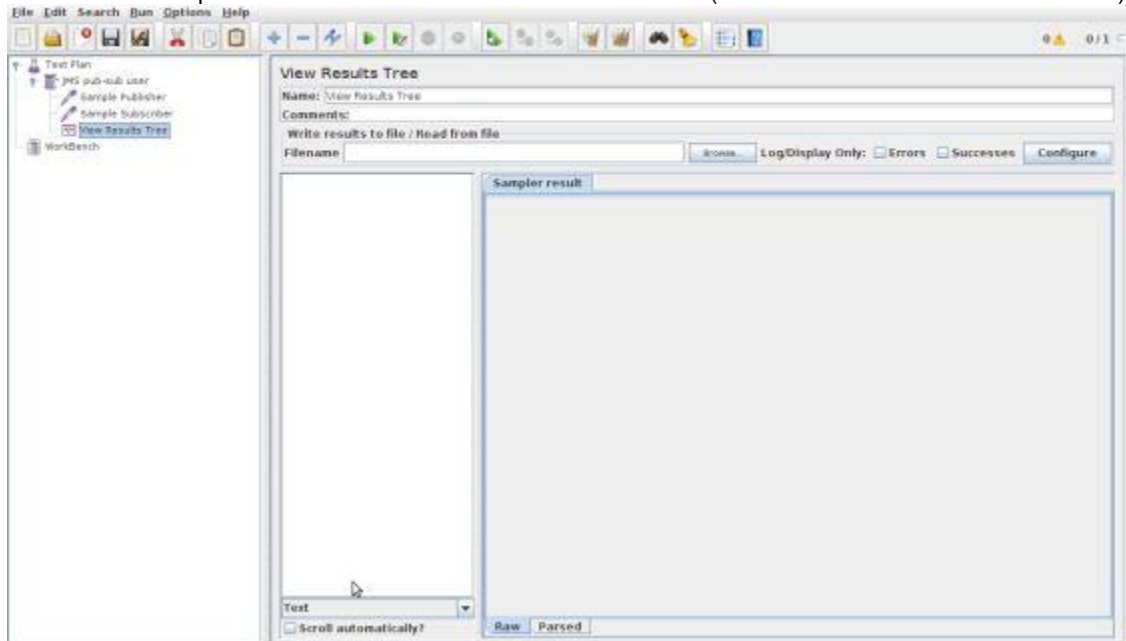 File Edit Search Run Options Help
0 0/1
Test Plan
JMS pub-sub user
Sample Publisher
Sample Subscriber
View Results Tree
WorkBench
View Results Tree
Name: View Results Tree
Comments:
Write results to file / Read from file
Filename Browse... Log/Display Only: Errors Successes Configure
Sampler result
Text
Scroll automatically?
Raw Parsed